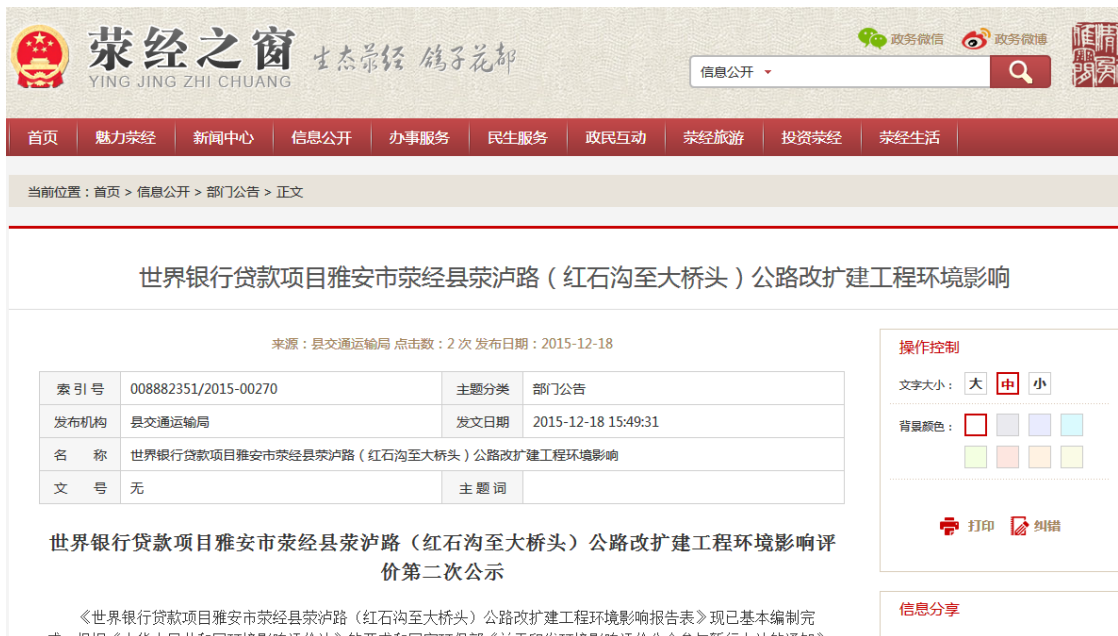 荥经之窗
生态荥经 鸽子花都
YING JING ZHI CHUANG
政务微信
政务微博
信息公开
首页 魅力荥经 新闻中心 信息公开 办事服务 民生服务 政民互动 荥经旅游 投资荥经 荥经生活
当前位置：首页 > 信息公开 > 部门公告 > 正文
世界银行贷款项目雅安市荥经县荥泸路（红石沟至大桥头）公路改扩建工程环境影响
来源：县交通运输局 点击数：2 次 发布日期：2015-12-18
索 引 号 008882351/2015-00270 主题分类 部门公告
发布机构 县交通运输局 发文日期 2015-12-18 15:49:31
名 称 世界银行贷款项目雅安市荥经县荥泸路（红石沟至大桥头）公路改扩建工程环境影响
文 号 无 主 题 词
世界银行贷款项目雅安市荥经县荥泸路（红石沟至大桥头）公路改扩建工程环境影响评
价第二次公示
《世界银行贷款项目雅安市荥经县荥泸路（红石沟至大桥头）公路改扩建工程环境影响报告表》现已基本编制完
操作控制
文字大小： 大 中 小
背景颜色：
打印 纠错
信息分享